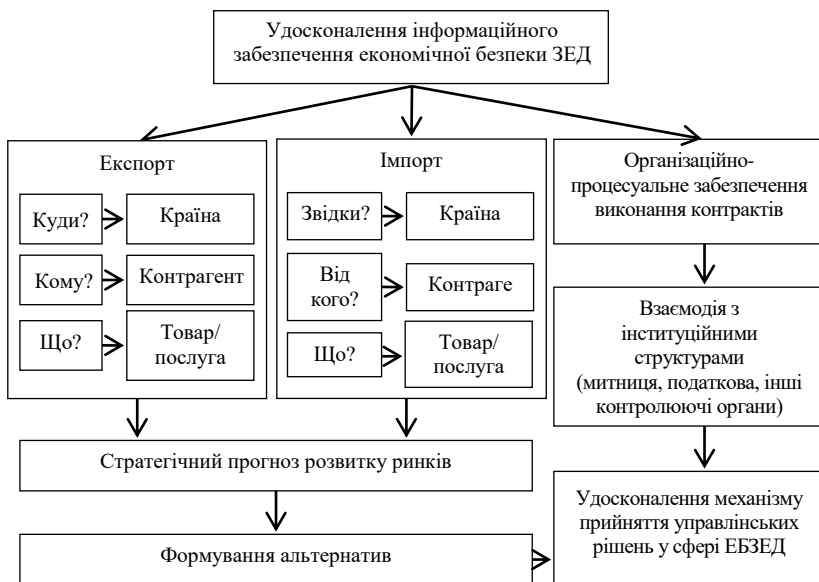 Удосконалення інформаційного
забезпечення економічної безпеки ЗЕД
Експорт
Куди?
Країна
Кому?
Контрагент
Що?
Товар/
послуга
Імпорт
Звідки?
Країна
Від
кого?
Контраге
Що?
Товар/
послуга
Організаційно-
процесуальне забезпечення
виконання контрактів
Взаємодія з
інституційними
структурами
(митниця, податкова, інші
контролюючі органи)
Стратегічний прогноз розвитку ринків
Формування альтернатив
Удосконалення механізму
прийняття управлінських
рішень у сфері ЕБЗЕД